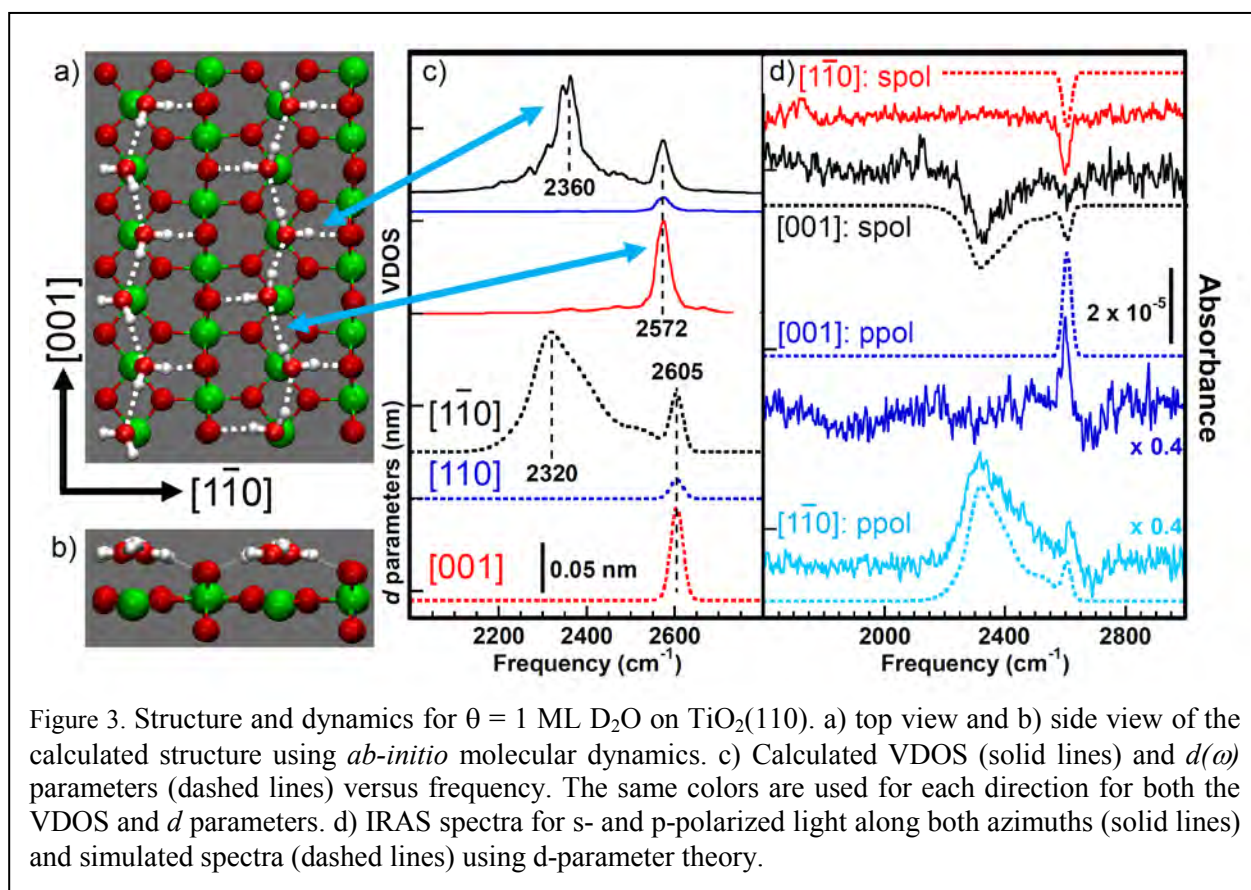 a)
[001]
[11̅0]
b)
c)
2360
VDOS
2572
2605
[11̅0]
2320
[110]
[001]
0.05 nm
d parameters (nm)
2200 2400 2600
Frequency (cm⁻¹)
d)
[11̅0]: spol
[001]: spol
[001]: ppol
2 x 10⁻⁵
x 0.4
[11̅0]: ppol
x 0.4
Absorbance
2000 2400 2800
Frequency (cm⁻¹)
Figure 3. Structure and dynamics for θ = 1 ML D₂O on TiO₂(110). a) top view and b) side view of the
calculated structure using ab-initio molecular dynamics. c) Calculated VDOS (solid lines) and d(ω)
parameters (dashed lines) versus frequency. The same colors are used for each direction for both the
VDOS and d parameters. d) IRAS spectra for s- and p-polarized light along both azimuths (solid lines)
and simulated spectra (dashed lines) using d-parameter theory.